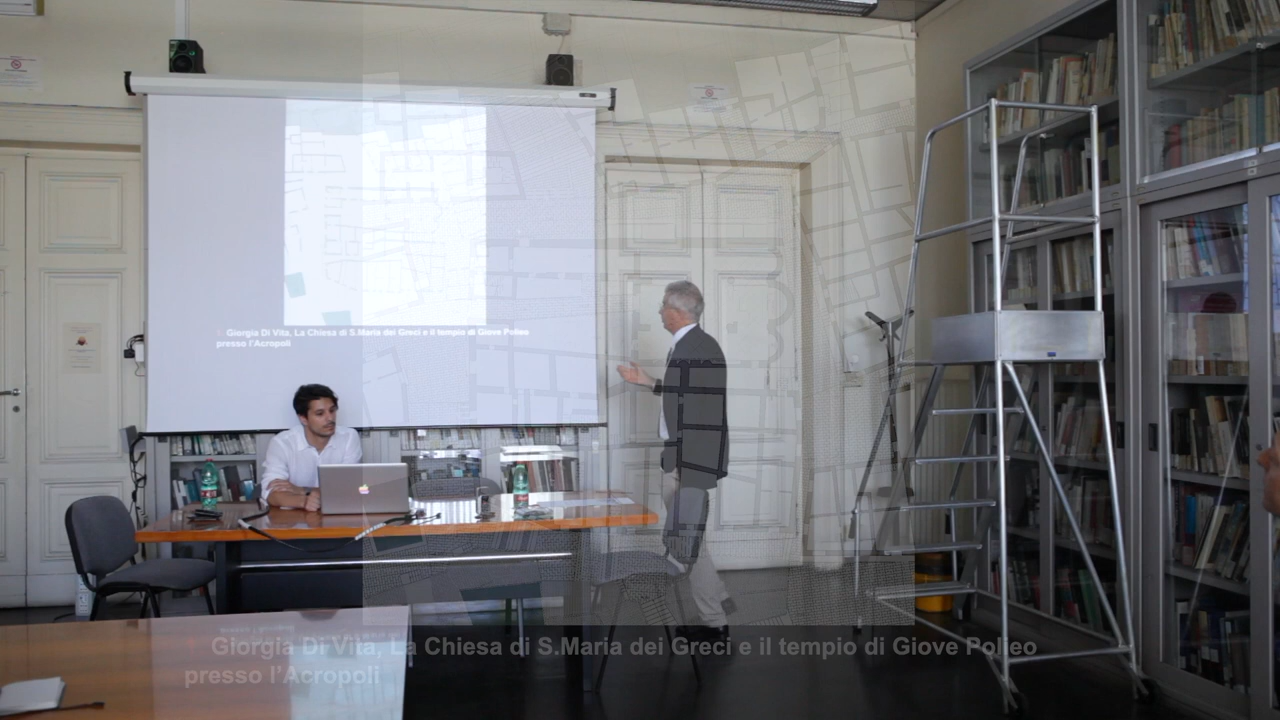 Giorgia Di Vita, La Chiesa di S.Maria dei Greci e il tempio di Giove Polieo
presso l'Acropoli
Giorgia Di Vita, La Chiesa di S.Maria dei Greci e il tempio di Giove Polieo
presso l'Acropoli